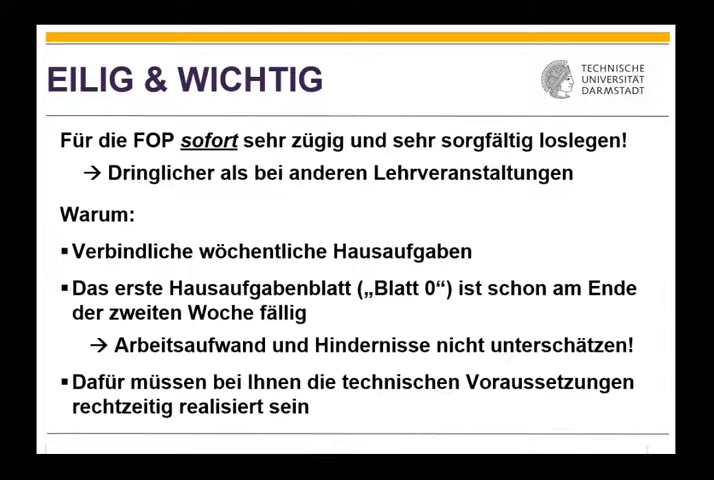 EILIG & WICHTIG
TECHNISCHE
UNIVERSITÄT
DARMSTADT
Für die FOP sofort sehr zügig und sehr sorgfältig loslegen!
→ Dringlicher als bei anderen Lehrveranstaltungen
Warum:
▪ Verbindliche wöchentliche Hausaufgaben
▪ Das erste Hausaufgabenblatt („Blatt 0“) ist schon am Ende
der zweiten Woche fällig
→ Arbeitsaufwand und Hindernisse nicht unterschätzen!
▪ Dafür müssen bei Ihnen die technischen Voraussetzungen
rechtzeitig realisiert sein